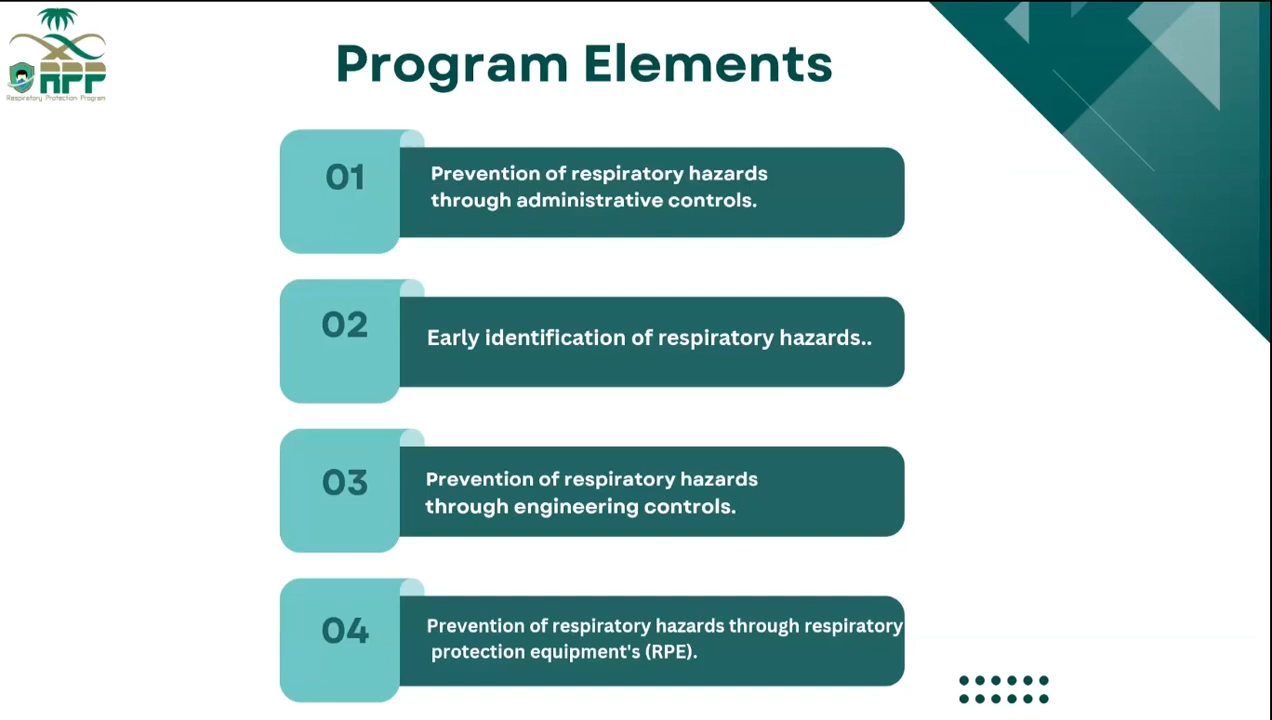 RPP
Respiratory Protection Program
Program Elements
01
Prevention of respiratory hazards
through administrative controls.
02
Early identification of respiratory hazards..
03
Prevention of respiratory hazards
through engineering controls.
04
Prevention of respiratory hazards through respiratory
protection equipment's (RPE).